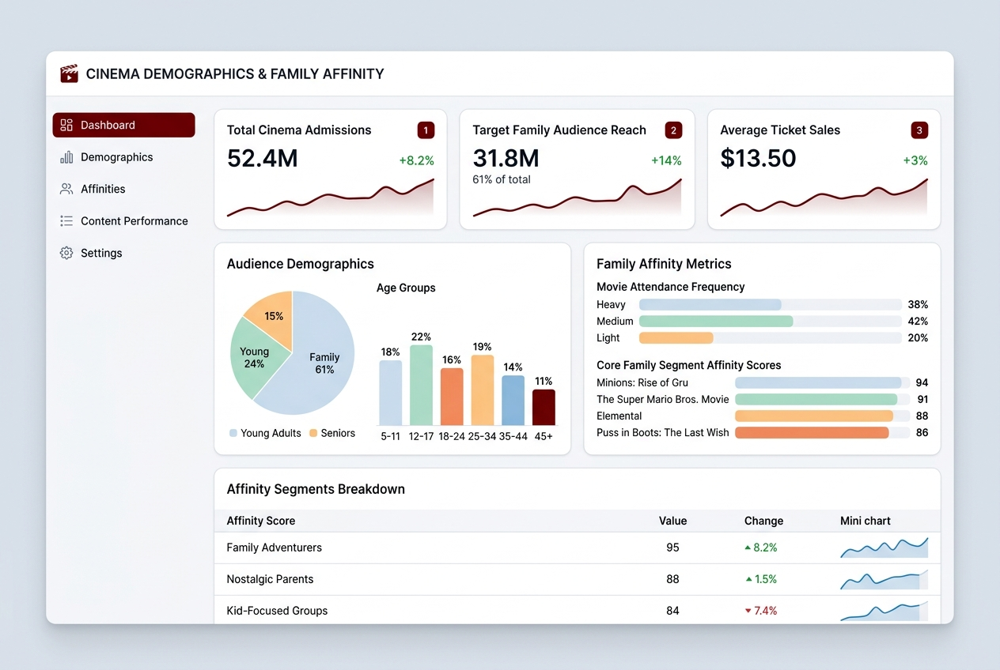 CINEMA DEMOGRAPHICS & FAMILY AFFINITY
Dashboard
Demographics
Affinities
Content Performance
Settings
Total Cinema Admissions
1
52.4M
+8.2%
Target Family Audience Reach
2
31.8M
+14%
61% of total
Average Ticket Sales
3
$13.50
+3%
Audience Demographics
15%
Young
24%
Family
61%
Young Adults
Seniors
Age Groups
18%
22%
16%
19%
14%
11%
5-11
12-17
18-24
25-34
35-44
45+
Family Affinity Metrics
Movie Attendance Frequency
Heavy 38%
Medium 42%
Light 20%
Core Family Segment Affinity Scores
Minions: Rise of Gru 94
The Super Mario Bros. Movie 91
Elemental 88
Puss in Boots: The Last Wish 86
Affinity Segments Breakdown
Affinity Score Value Change Mini chart
Family Adventurers 95 8.2%
Nostalgic Parents 88 1.5%
Kid-Focused Groups 84 7.4%